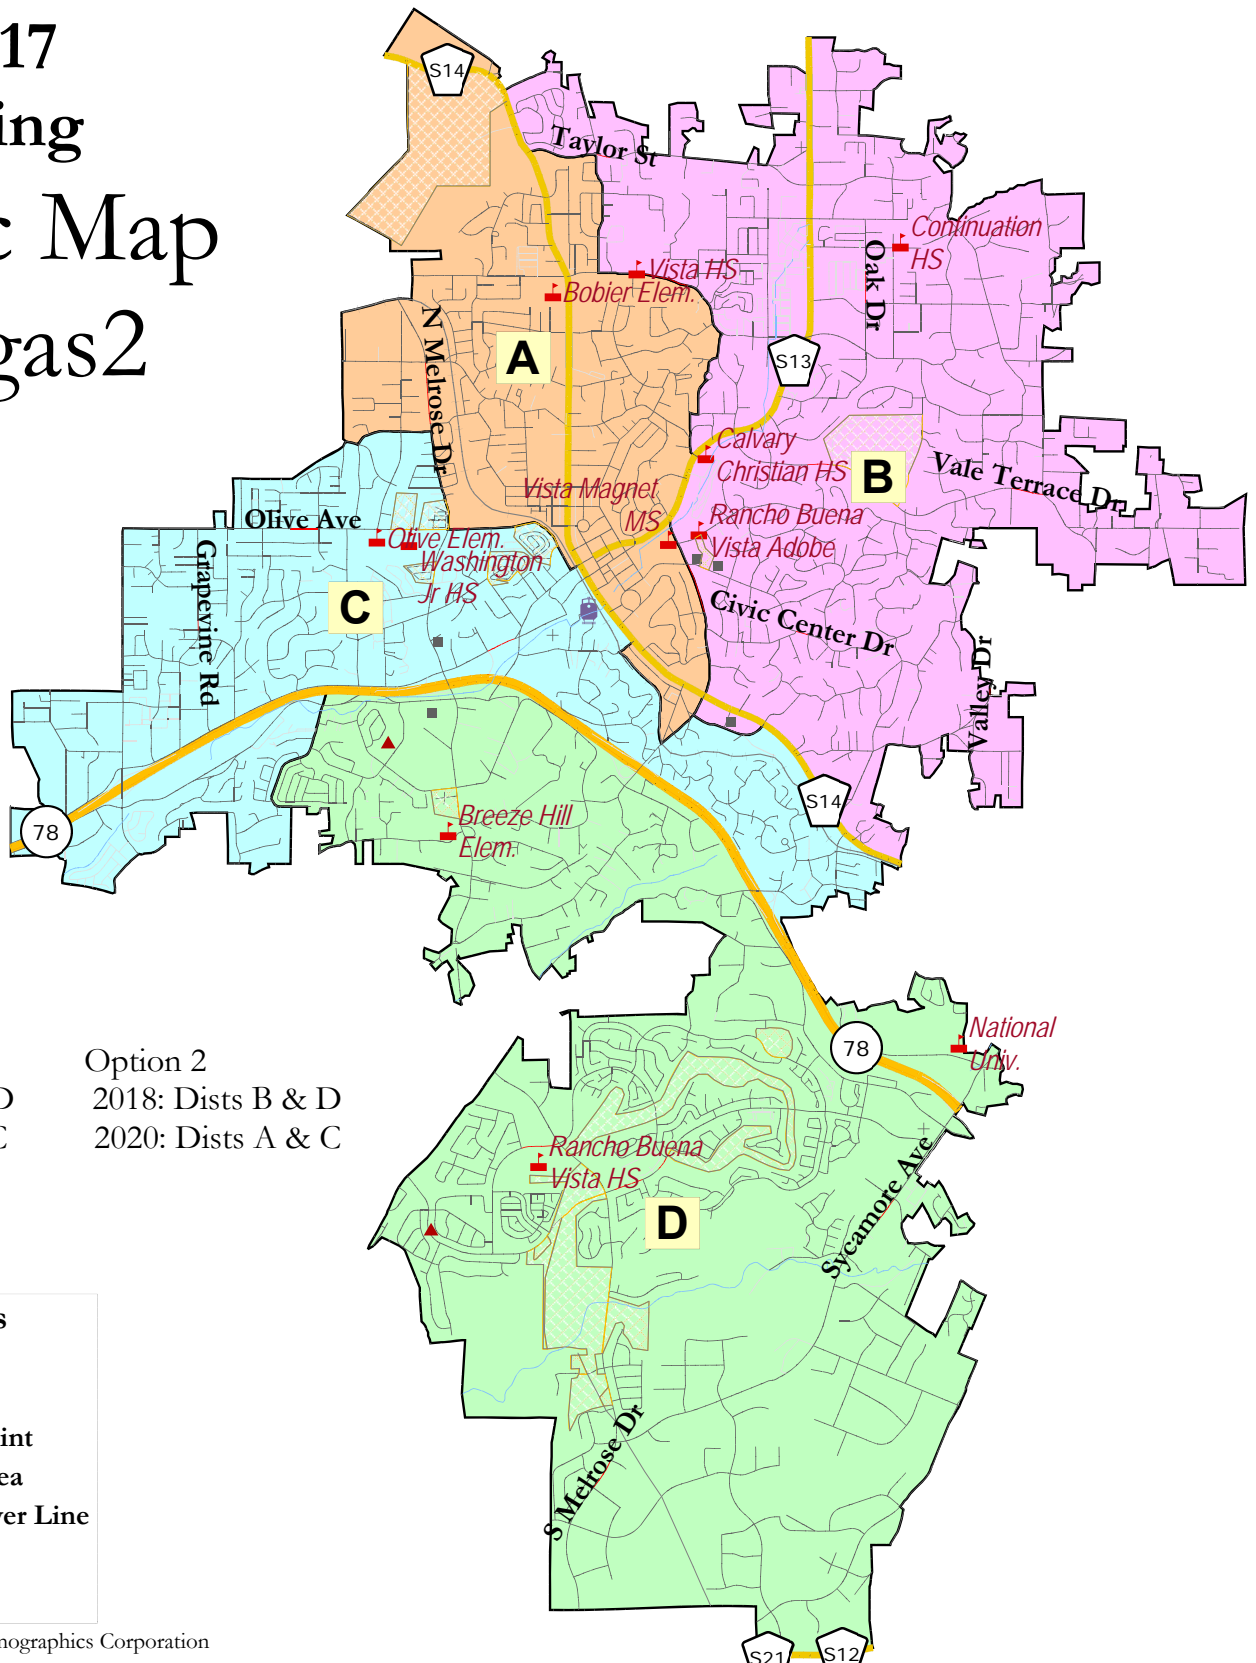 17
ing
c Map
gas2
S14
Taylor St
Continuation
HS
Oak Dr
Vista HS
Bobier Elem.
N Melrose Dr
A
S13
Calvary
Christian HS
B
Vale Terrace Dr
Vista Magnet
MS
Rancho Buena
Vista Adobe
Olive Ave
Olive Elem.
Washington
Jr HS
Grapevine Rd
C
Civic Center Dr
Valley Dr
S14
78
Breeze Hill
Elem.
National
Univ.
78
Option 2
D 2018: Dists B & D
C 2020: Dists A & C
Rancho Buena
Vista HS
D
Sycamore Ave
s
int
ea
ver Line
S Melrose Dr
mographics Corporation
S21
S12